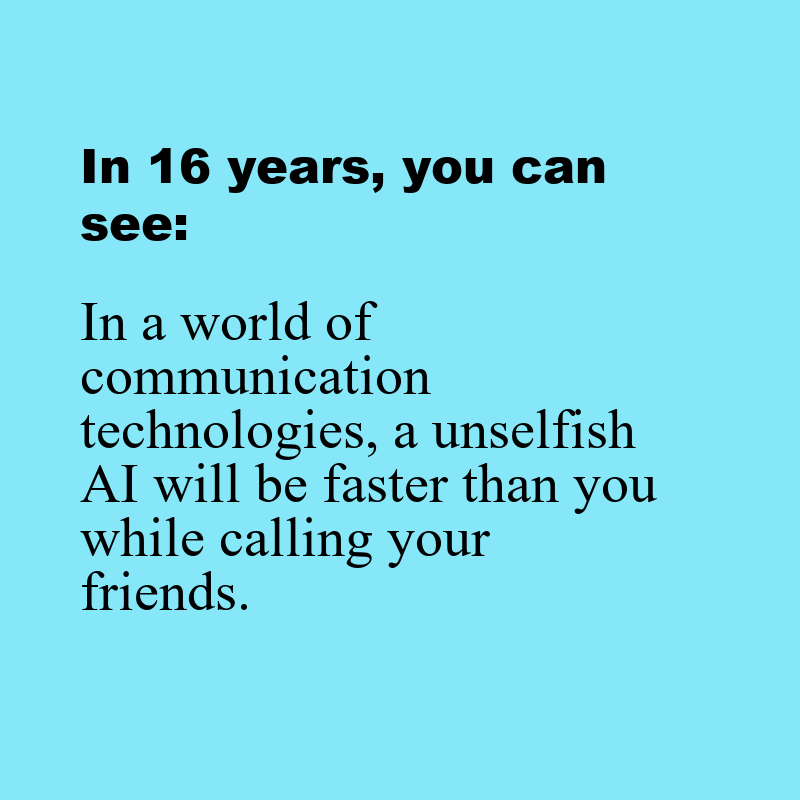 In 16 years, you can
see:
In a world of
communication
technologies, a unselfish
AI will be faster than you
while calling your
friends.